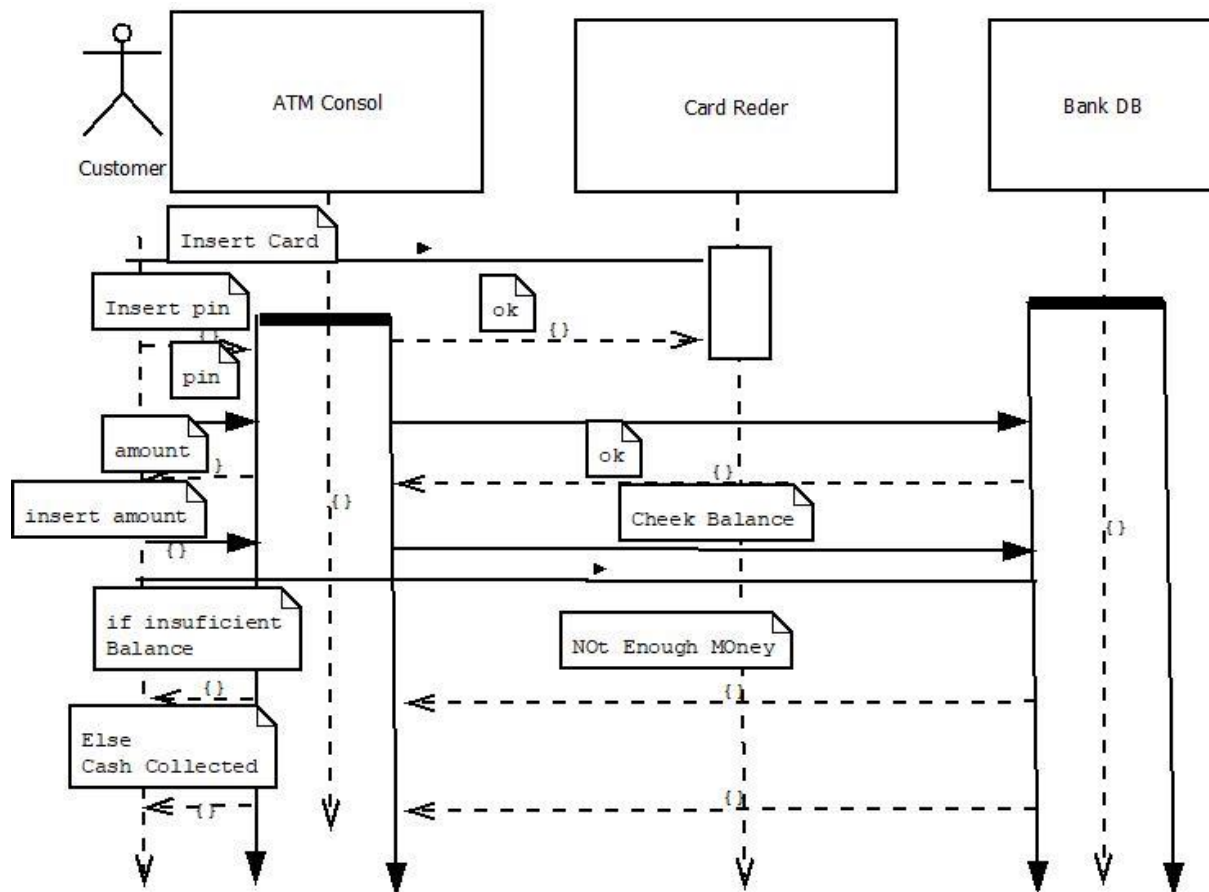 ATM Consol
Card Reder
Bank DB
Customer
Insert Card
Insert pin
ok
{}
{}
pin
amount
ok
}
{}
{}
{}
insert amount
Cheek Balance
{}
if insuficient
Balance
NOt Enough MOney
{}
{}
Else
Cash Collected
{}
{}